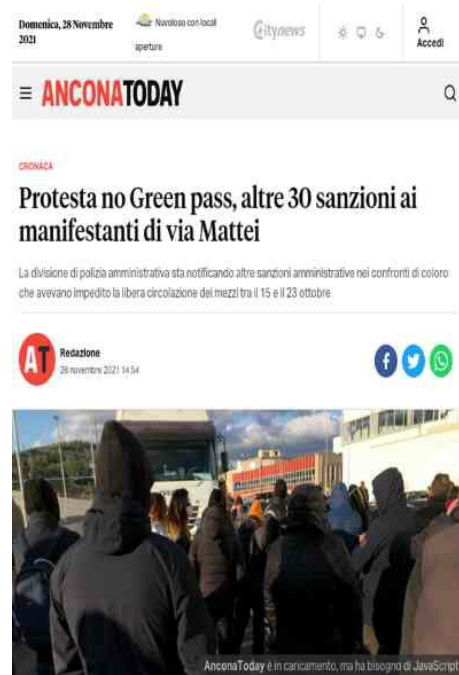 Domenica, 28 Novembre
2021
Nuvoloso con locali
aperture
Citynews
Accedi
ANCONATODAY
CRONACA
Protesta no Green pass, altre 30 sanzioni ai
manifestanti di via Mattei
La divisione di polizia amministrativa sta notificando altre sanzioni amministrative nei confronti di coloro
che avevano impedito la libera circolazione dei mezzi tra il 15 e il 23 ottobre
AT
Redazione
28 novembre 2021 14:54
AnconaToday è in caricamento, ma ha bisogno di JavaScript